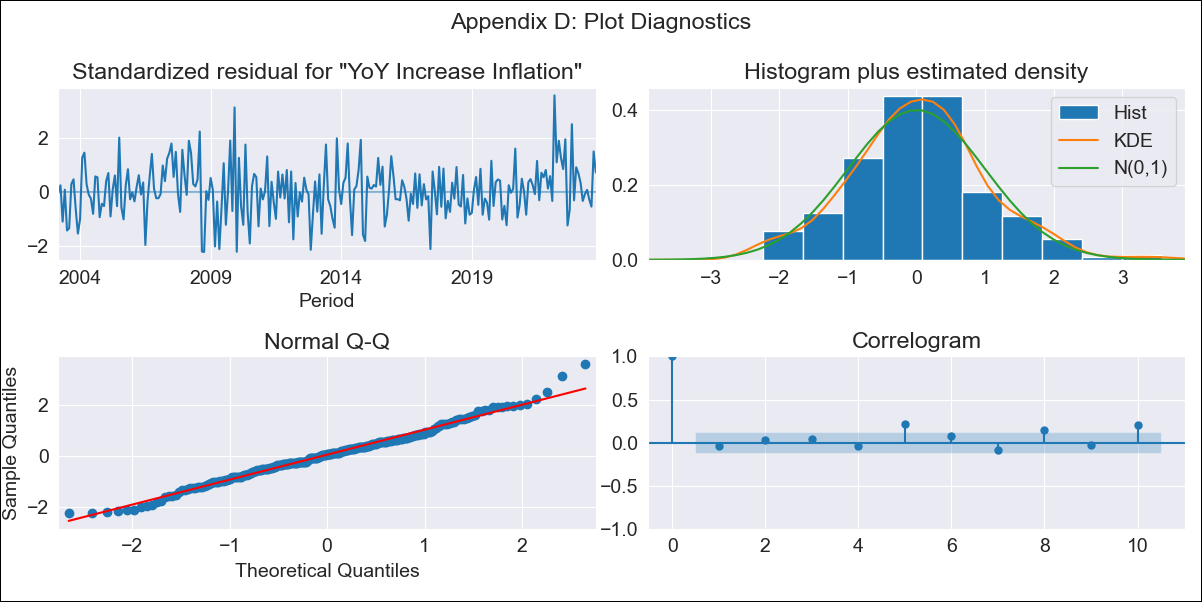 Appendix D: Plot Diagnostics
Standardized residual for "YoY Increase Inflation"
2
0
−2
2004 2009 2014 2019
Period
Histogram plus estimated density
0.4
0.2
0.0
−3 −2 −1 0 1 2 3
Hist
KDE
N(0,1)
Normal Q-Q
Sample Quantiles
2
0
−2
−2 −1 0 1 2
Theoretical Quantiles
Correlogram
1.0
0.5
0.0
−0.5
−1.0
0 2 4 6 8 10